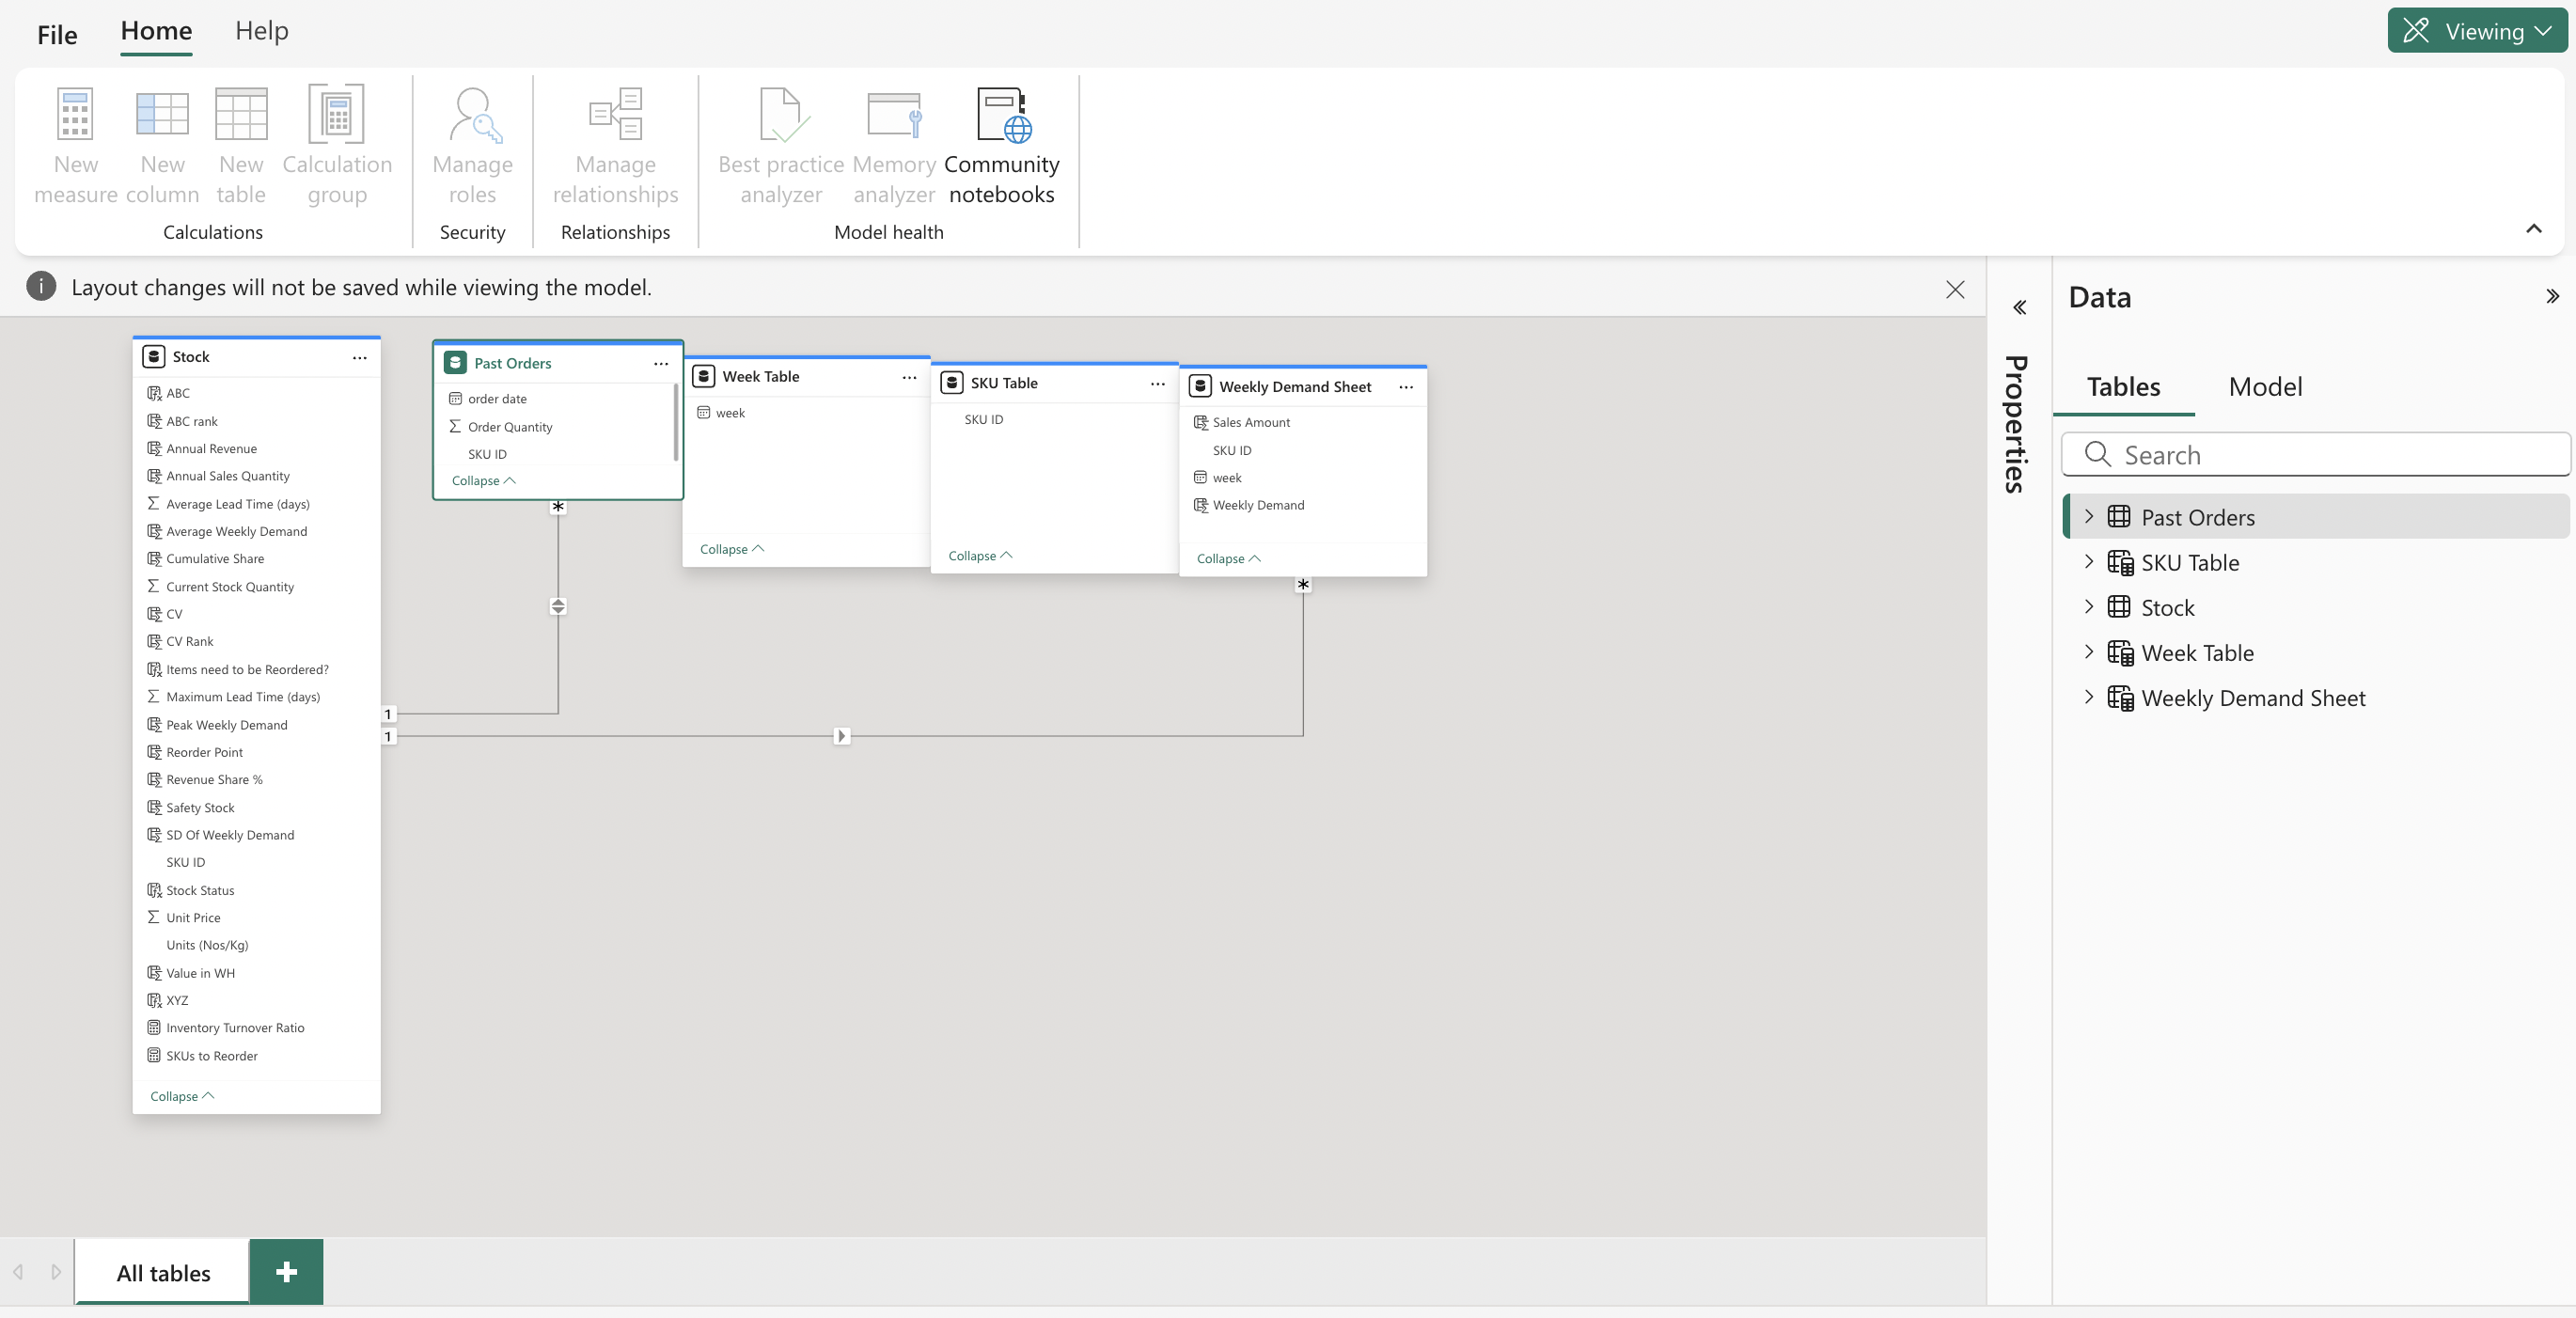 File
Home
Help
Viewing
New measure
New column
New table
Calculation group
Calculations
Manage roles
Security
Manage relationships
Relationships
Best practice analyzer
Memory analyzer
Community notebooks
Model health
Layout changes will not be saved while viewing the model.
Stock
ABC
ABC rank
Annual Revenue
Annual Sales Quantity
Average Lead Time (days)
Average Weekly Demand
Cumulative Share
Current Stock Quantity
CV
CV Rank
Items need to be Reordered?
Maximum Lead Time (days)
Peak Weekly Demand
Reorder Point
Revenue Share %
Safety Stock
SD Of Weekly Demand
SKU ID
Stock Status
Unit Price
Units (Nos/Kg)
Value in WH
XYZ
Inventory Turnover Ratio
SKUs to Reorder
Collapse
Past Orders
order date
Order Quantity
SKU ID
Collapse
Week Table
week
Collapse
SKU Table
SKU ID
Collapse
Weekly Demand Sheet
Sales Amount
SKU ID
week
Weekly Demand
Collapse
*
*
1
1
All tables
Properties
Data
Tables
Model
Search
Past Orders
SKU Table
Stock
Week Table
Weekly Demand Sheet